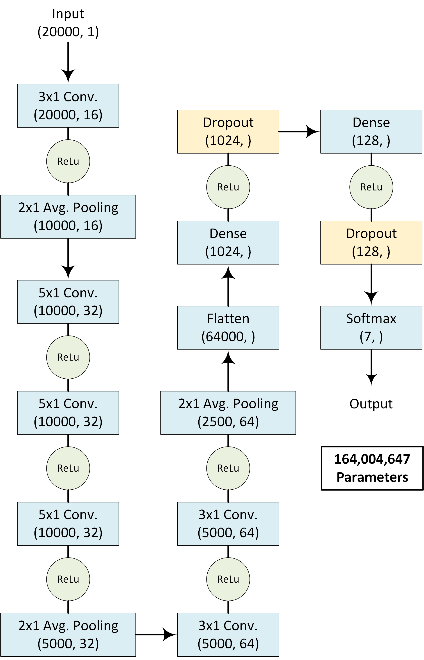 Input
(20000, 1)
3x1 Conv.
(20000, 16)
ReLu
2x1 Avg. Pooling
(10000, 16)
5x1 Conv.
(10000, 32)
ReLu
5x1 Conv.
(10000, 32)
ReLu
5x1 Conv.
(10000, 32)
ReLu
2x1 Avg. Pooling
(5000, 32)
3x1 Conv.
(5000, 64)
ReLu
3x1 Conv.
(5000, 64)
ReLu
2x1 Avg. Pooling
(2500, 64)
Flatten
(64000, )
Dense
(1024, )
ReLu
Dropout
(1024, )
Dense
(128, )
ReLu
Dropout
(128, )
Softmax
(7, )
Output
164,004,647
Parameters